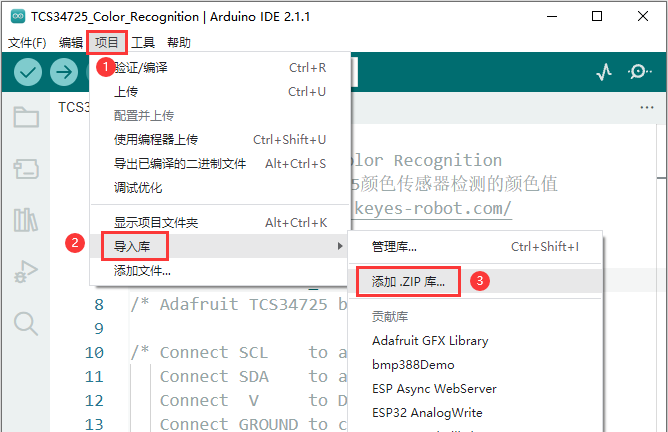 TCS34725_Color_Recognition | Arduino IDE 2.1.1
文件(F) 编辑 项目 工具 帮助
1
验证/编译 Ctrl+R
上传 Ctrl+U
配置并上传
使用编程器上传 Ctrl+Shift+U
导出已编译的二进制文件 Alt+Ctrl+S
调试优化
显示项目文件夹 Alt+Ctrl+K
2 导入库
添加文件...
TCS3
olor Recognition
5颜色传感器检测的颜色值
keyes-robot.com/
管理库... Ctrl+Shift+I
添加 .ZIP 库... 3
贡献库
Adafruit GFX Library
bmp388Demo
ESP Async WebServer
ESP32 AnalogWrite
8 /* Adafruit TCS34725 b
9
10 /* Connect SCL to a
11 Connect SDA to a
12 Connect V to D
13 Connect GROUND to c